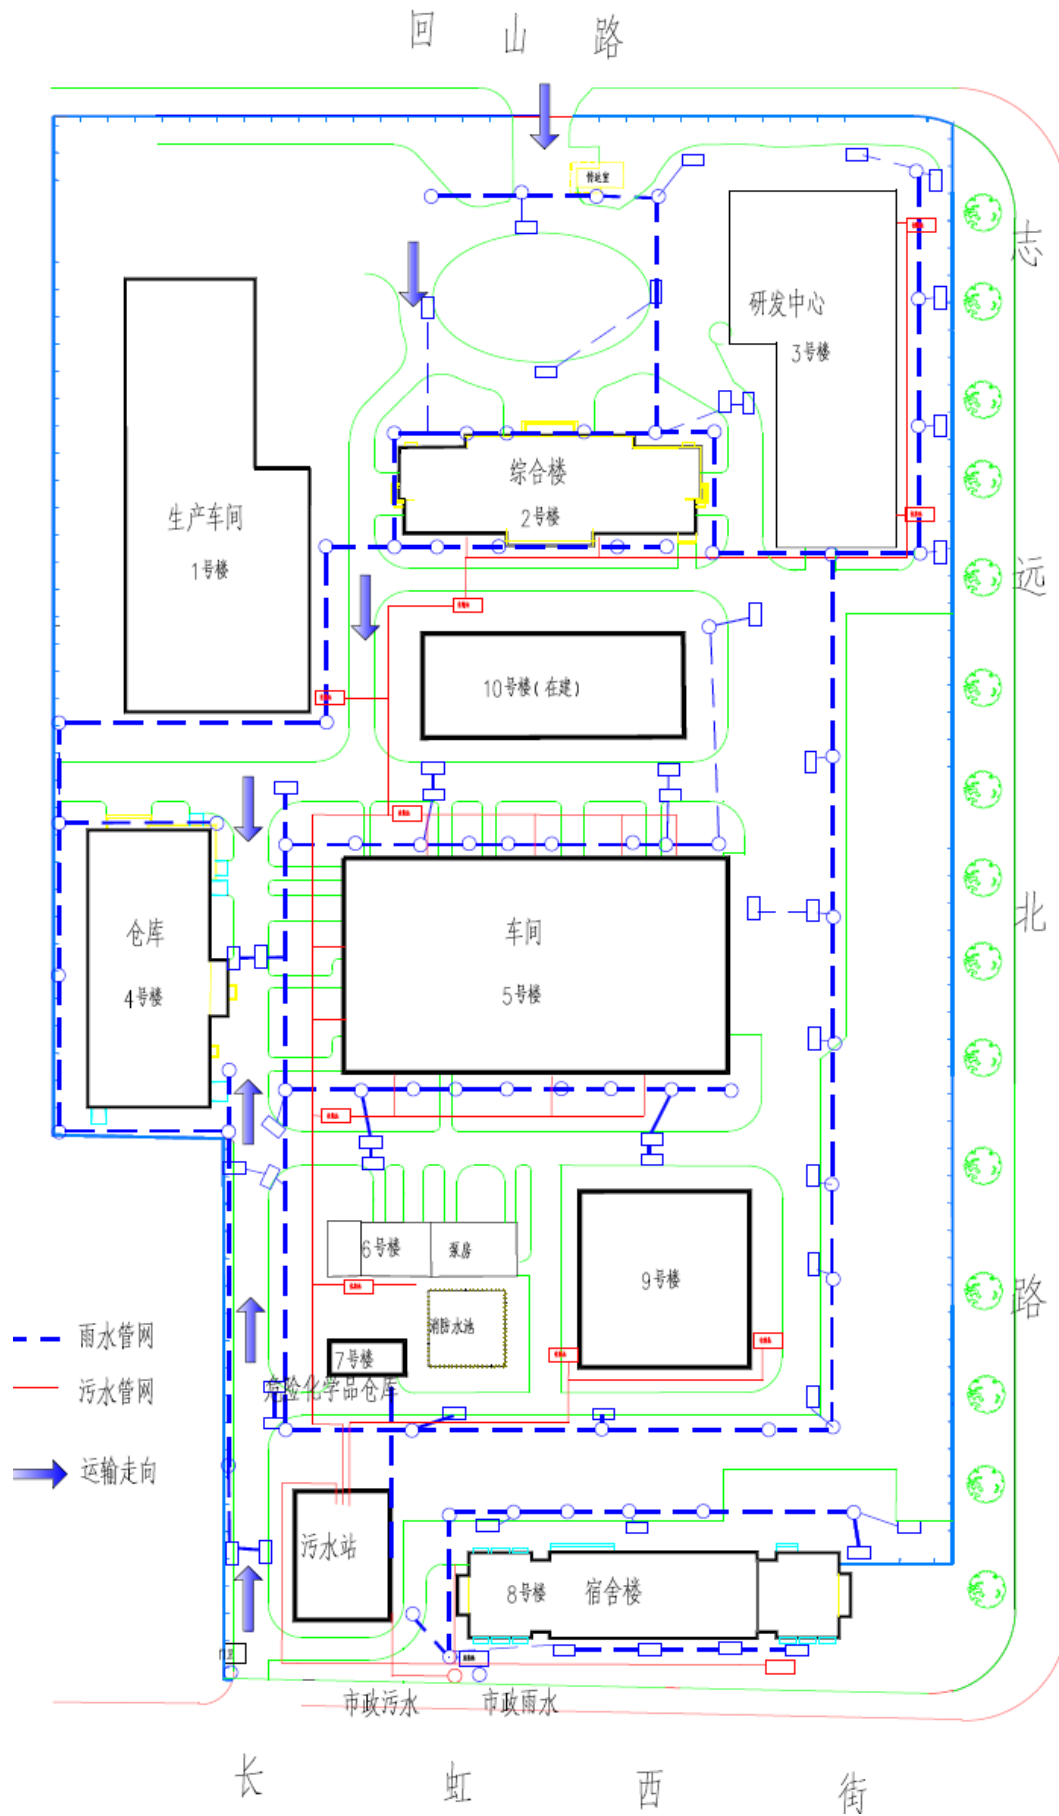 回山路
传达室
志远北路
研发中心
3号楼
综合楼
2号楼
生产车间
1号楼
10号楼(在建)
仓库
4号楼
车间
5号楼
6号楼
泵房
9号楼
消防水池
7号楼
危险化学品仓库
雨水管网
污水管网
运输走向
污水站
8号楼
宿舍楼
市政污水
市政雨水
长虹西街